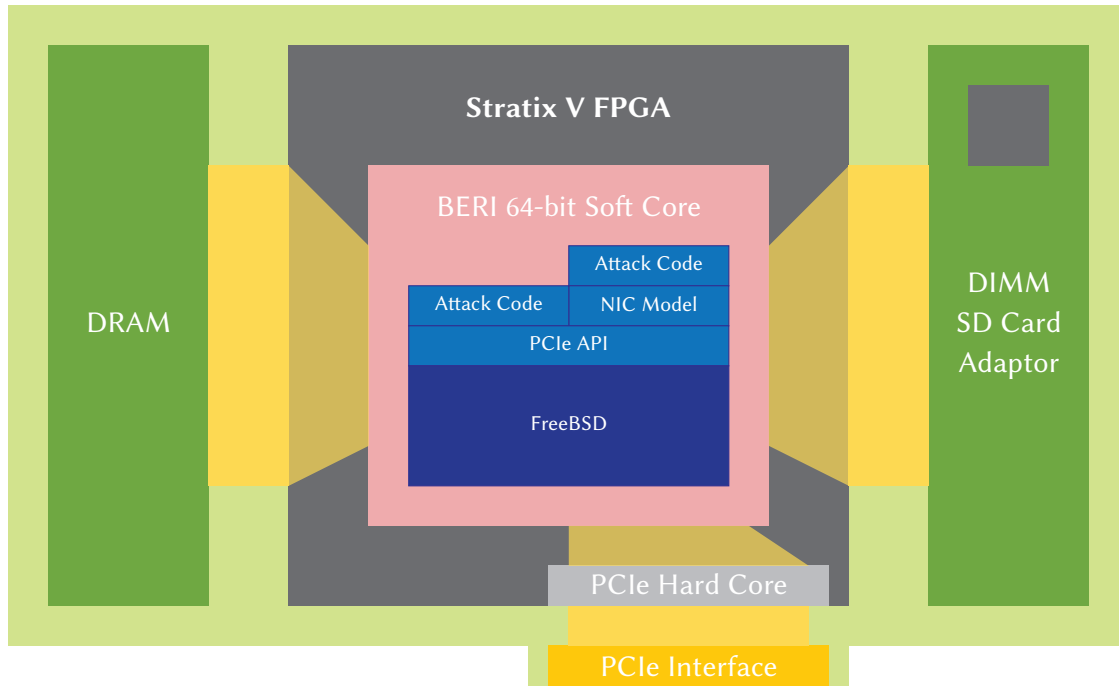 Stratix V FPGA
BERI 64-bit Soft Core
Attack Code
Attack Code
NIC Model
PCIe API
FreeBSD
DRAM
DIMM
SD Card
Adaptor
PCIe Hard Core
PCIe Interface